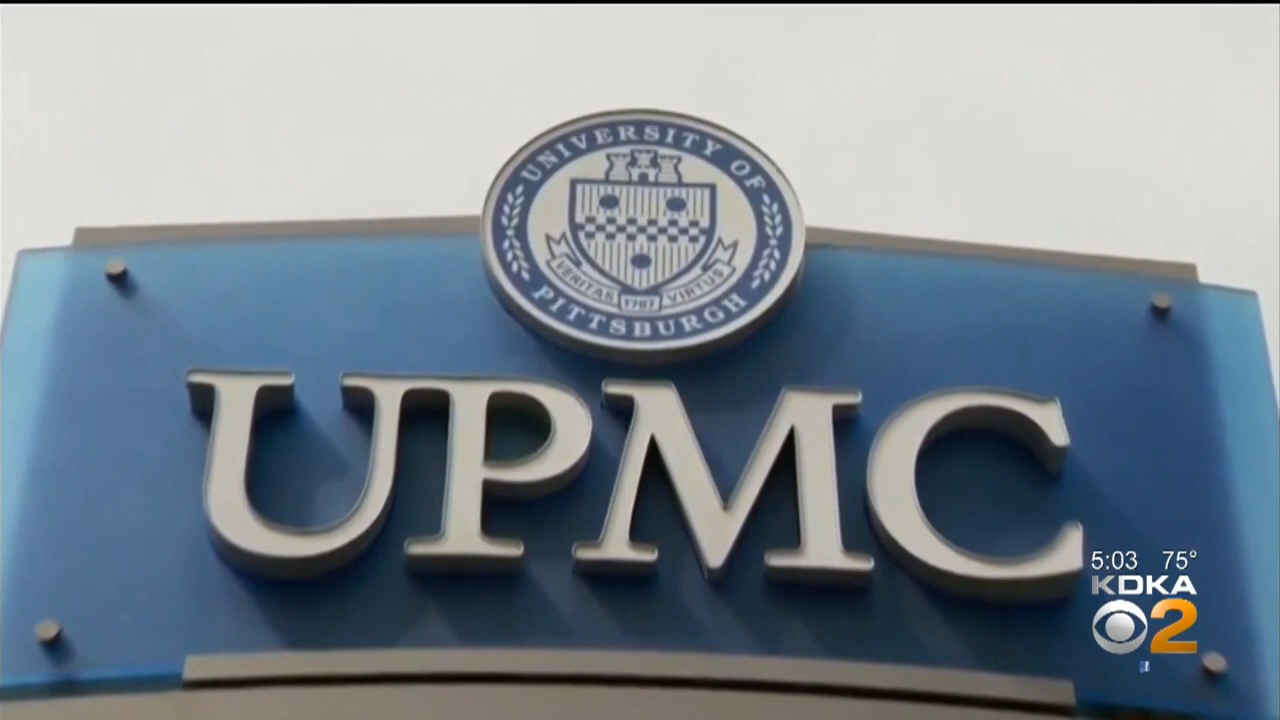 UNIVERSITY OF
VERITAS 1787 VIRTUS
PITTSBURGH
UPMC
5:03 75°
KDKA
2